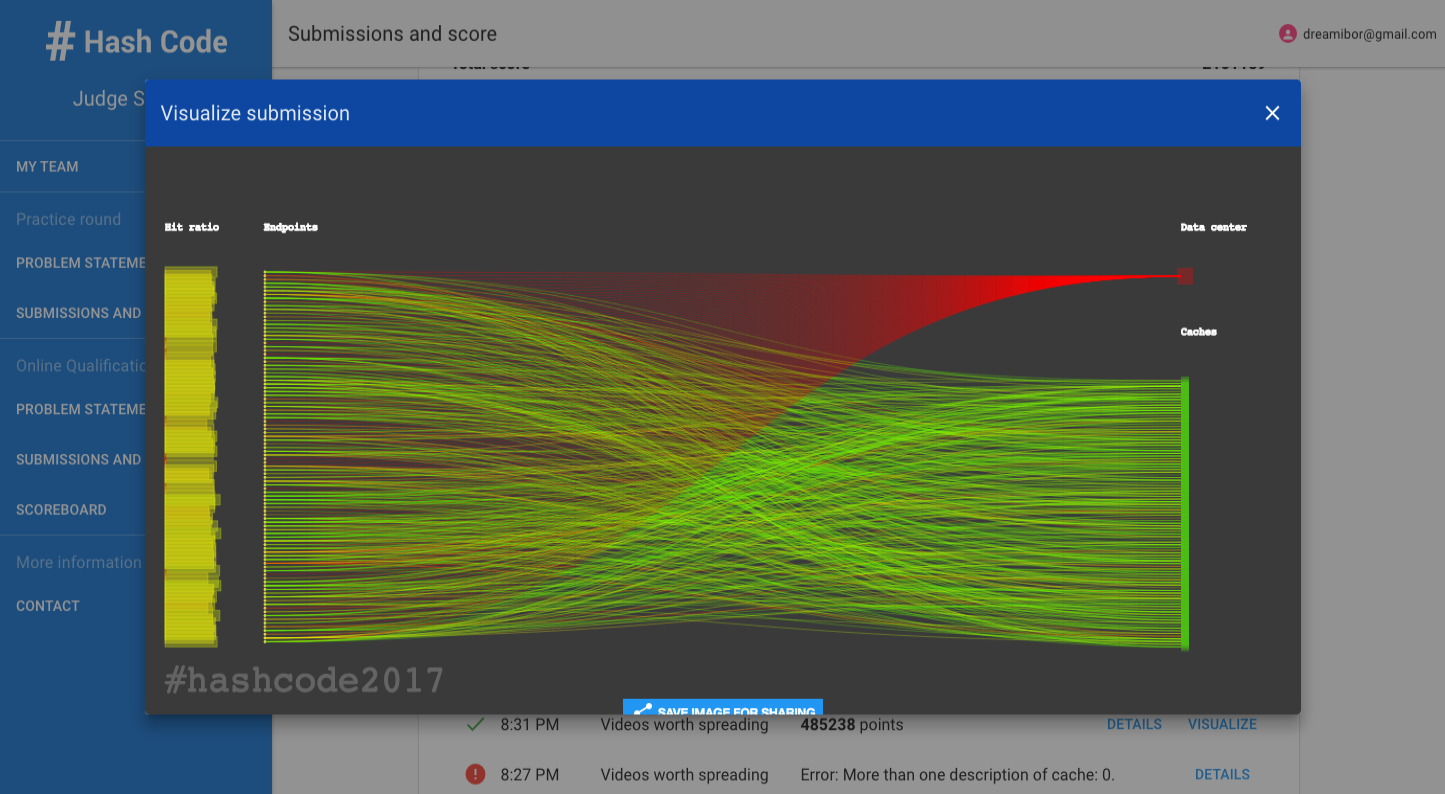 # Hash Code
Submissions and score
dreamibor@gmail.com
Judge S
Visualize submission
MY TEAM
Practice round
PROBLEM STATEME
SUBMISSIONS AND
Online Qualificatio
PROBLEM STATEME
SUBMISSIONS AND
SCOREBOARD
More information
CONTACT
Hit ratio
Endpoints
Data center
Caches
#hashcode2017
SAVE IMAGE FOR SHARING
8:31 PM Videos worth spreading 485238 points DETAILS VISUALIZE
8:27 PM Videos worth spreading Error: More than one description of cache: 0. DETAILS